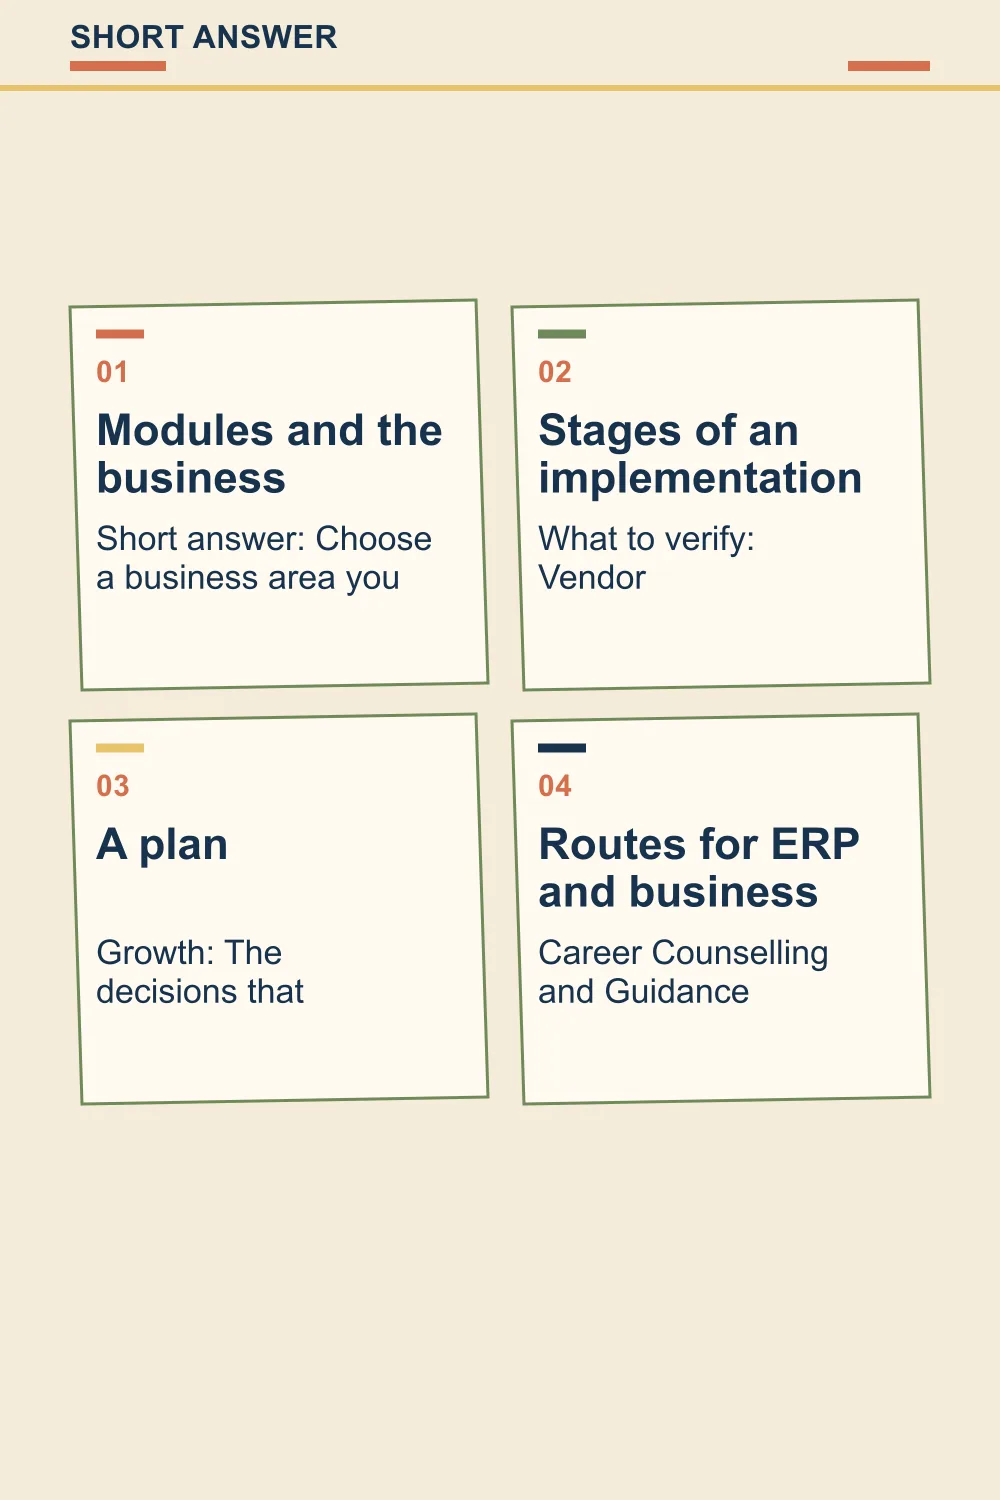 SHORT ANSWER
01
Modules and the
business
Short answer: Choose
a business area you
02
Stages of an
implementation
What to verify:
Vendor
03
A plan
Growth: The
decisions that
04
Routes for ERP
and business
Career Counselling
and Guidance